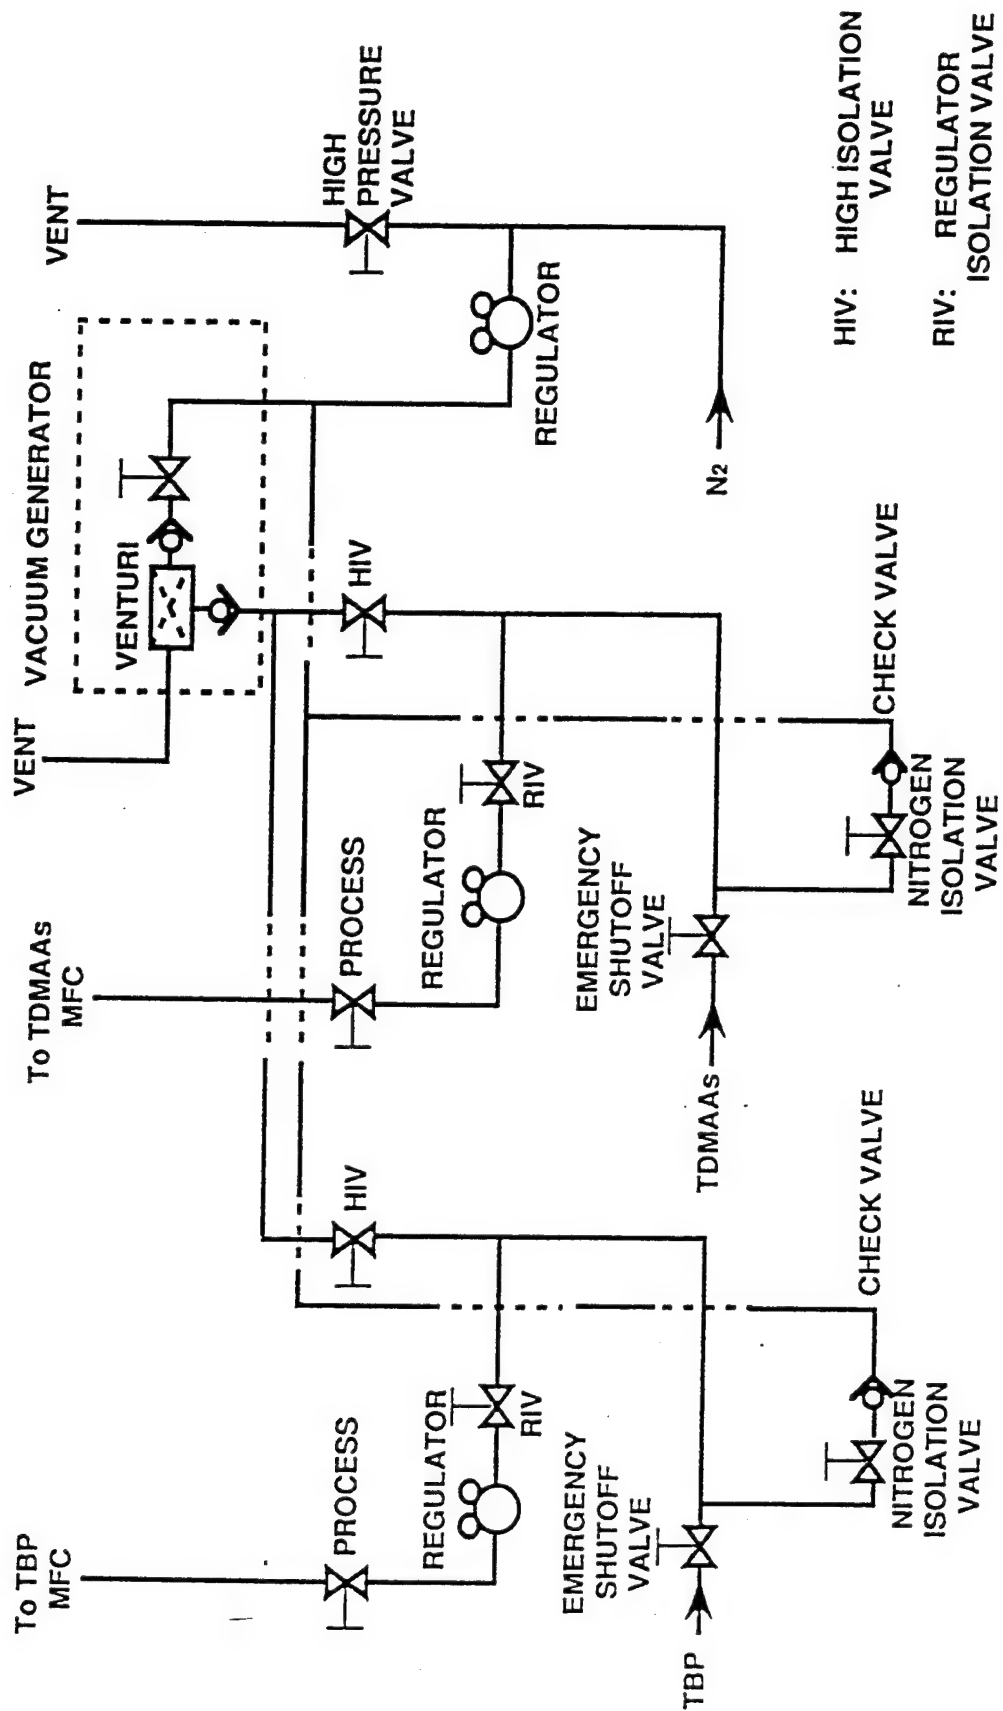 VENT
VACUUM GENERATOR
VENT
VENTURI
HIGH
PRESSURE
VALVE
To TDMAAs
MFC
To TBP
MFC
HIV
HIV
PROCESS
PROCESS
REGULATOR
REGULATOR
REGULATOR
RIV
RIV
EMERGENCY
SHUTOFF
VALVE
EMERGENCY
SHUTOFF
VALVE
TBP
TDMAAs
N2
CHECK VALVE
CHECK VALVE
NITROGEN
ISOLATION
VALVE
NITROGEN
ISOLATION
VALVE
HIV: HIGH ISOLATION
VALVE
RIV: REGULATOR
ISOLATION VALVE